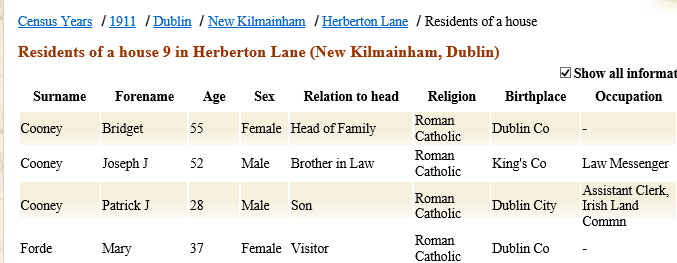 Census Years / 1911 / Dublin / New Kilmainham / Herberton Lane / Residents of a house
Residents of a house 9 in Herberton Lane (New Kilmainham, Dublin)
Show all informat
Surname Forename Age Sex Relation to head Religion Birthplace Occupation
Cooney Bridget 55 Female Head of Family Roman Catholic Dublin Co -
Cooney Joseph J 52 Male Brother in Law Roman Catholic King's Co Law Messenger
Cooney Patrick J 28 Male Son Roman Catholic Dublin City Assistant Clerk, Irish Land Commn
Forde Mary 37 Female Visitor Roman Catholic Dublin Co -